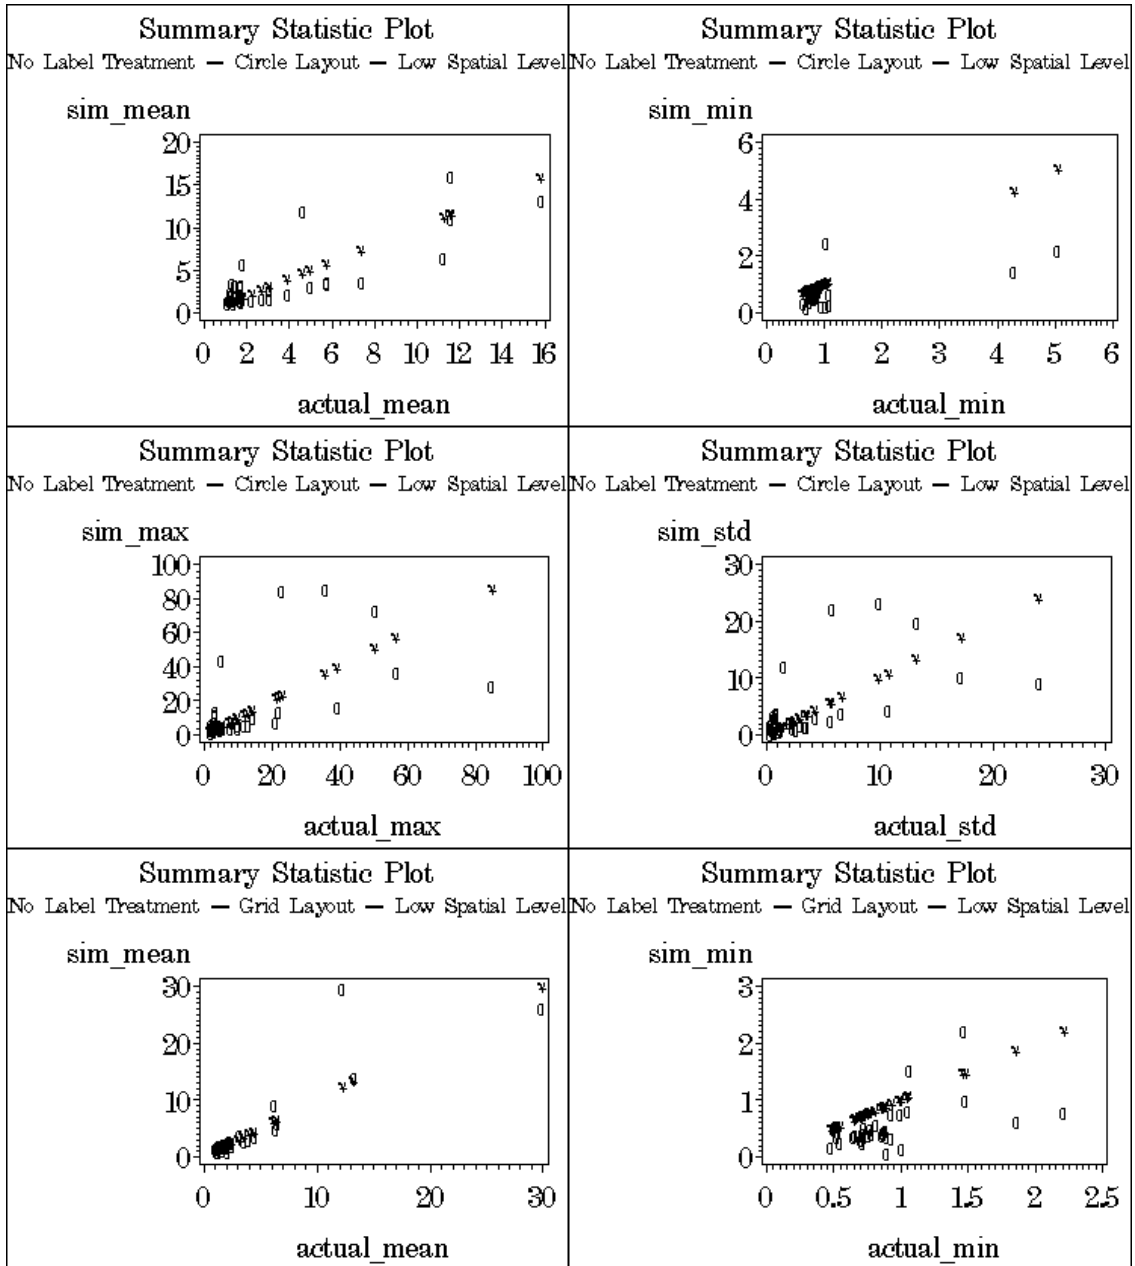 Summary Statistic Plot
No Label Treatment — Circle Layout — Low Spatial Level
sim_mean
20
15
10
5
0
0 2 4 6 8 10 12 14 16
actual_mean
Summary Statistic Plot
No Label Treatment — Circle Layout — Low Spatial Level
sim_min
6
4
2
0
0 1 2 3 4 5 6
actual_min
Summary Statistic Plot
No Label Treatment — Circle Layout — Low Spatial Level
sim_max
100
80
60
40
20
0
0 20 40 60 80 100
actual_max
Summary Statistic Plot
No Label Treatment — Circle Layout — Low Spatial Level
sim_std
30
20
10
0
0 10 20 30
actual_std
Summary Statistic Plot
No Label Treatment — Grid Layout — Low Spatial Level
sim_mean
30
20
10
0
0 10 20 30
actual_mean
Summary Statistic Plot
No Label Treatment — Grid Layout — Low Spatial Level
sim_min
3
2
1
0
0 0.5 1 1.5 2 2.5
actual_min